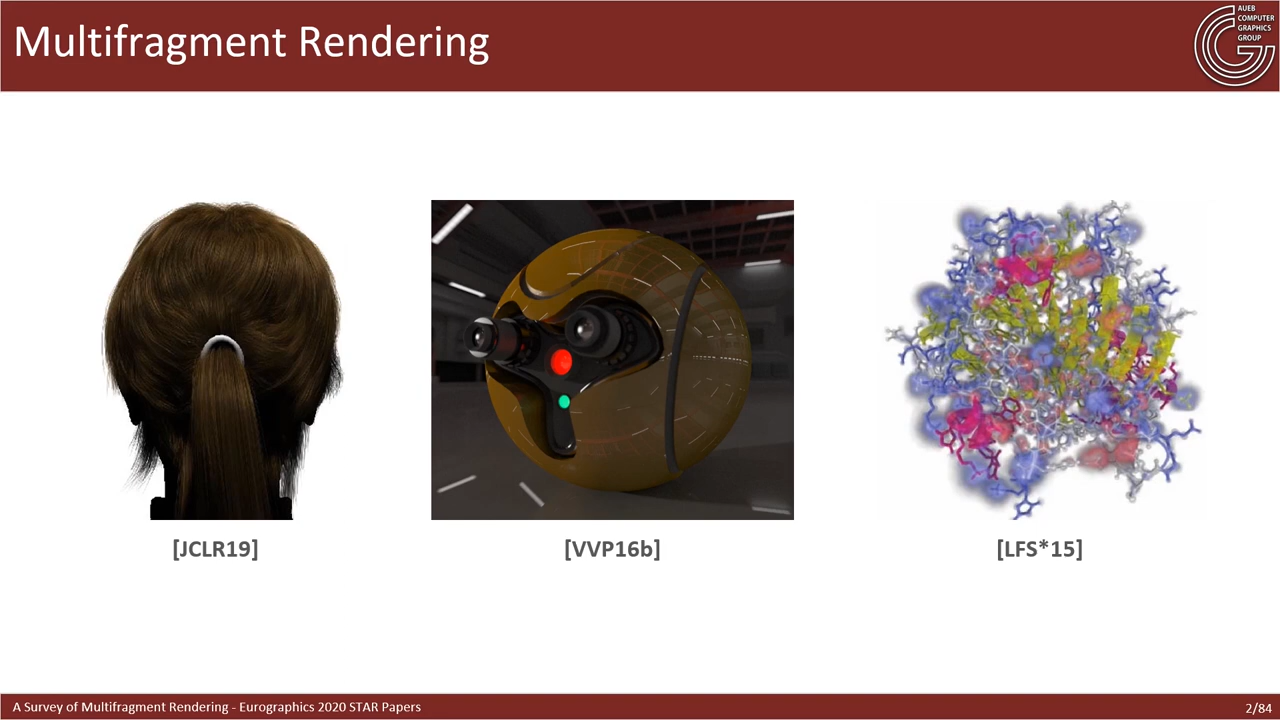 Multifragment Rendering
AUEB
COMPUTER
GRAPHICS
GROUP
[JCLR19]
[VVP16b]
[LFS*15]
A Survey of Multifragment Rendering - Eurographics 2020 STAR Papers
2/84